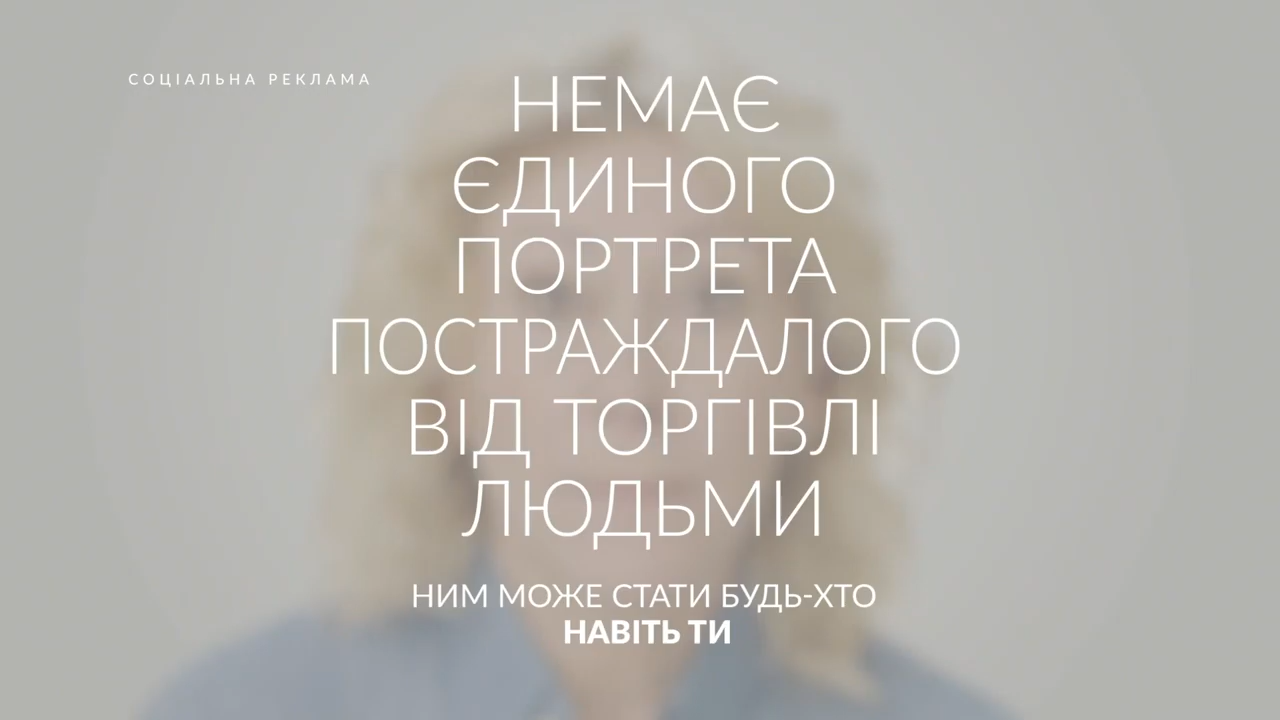 СОЦІАЛЬНА РЕКЛАМА
НЕМАЄ
ЄДИНОГО
ПОРТРЕТА
ПОСТРАЖДАЛОГО
ВІД ТОРГІВЛІ
ЛЮДЬМИ
НИМ МОЖЕ СТАТИ БУДЬ-ХТО
НАВІТЬ ТИ